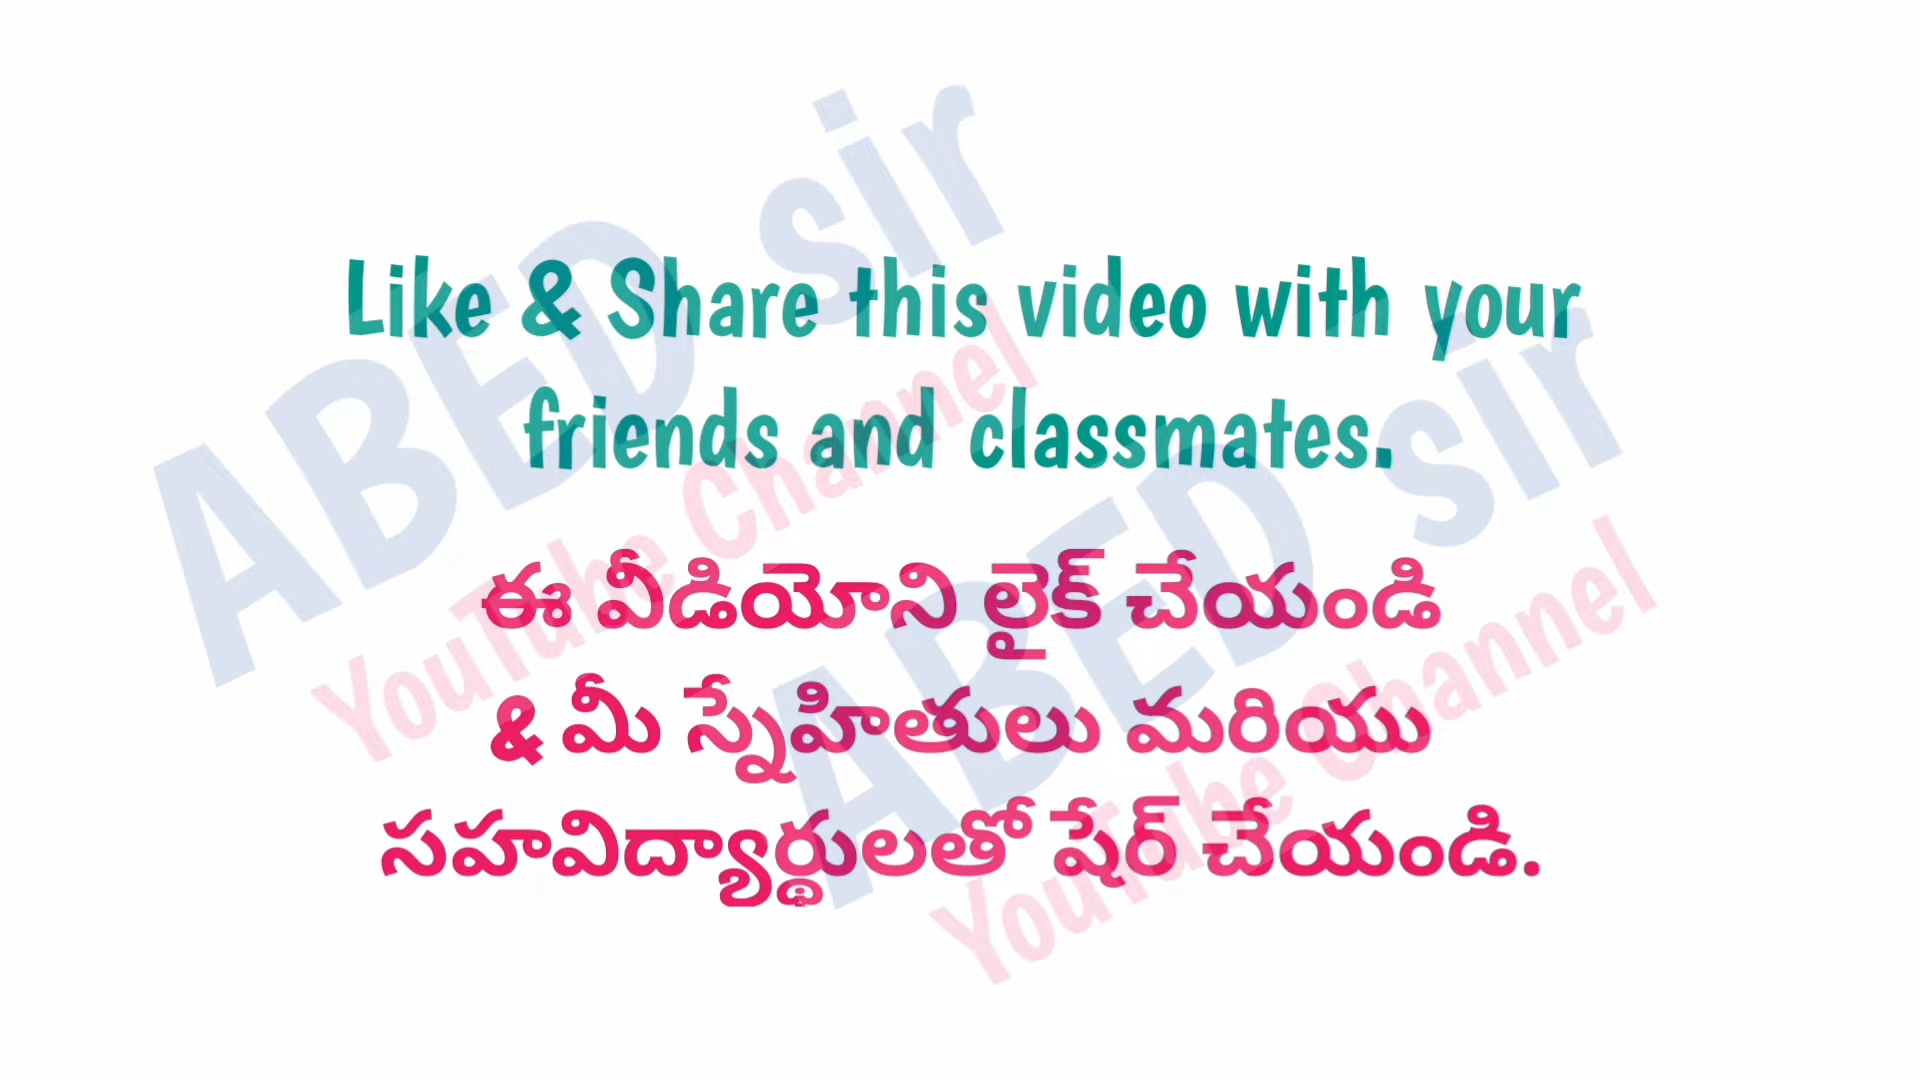 Like & Share this video with your
friends and classmates.
ఈ వీడియోని లైక్ చేయండి
& మీ స్నేహితులు మరియు
సహవిద్యార్థులతో షేర్ చేయండి.
ABED sir
YouTube Channel
ABED sir
YouTube Channel